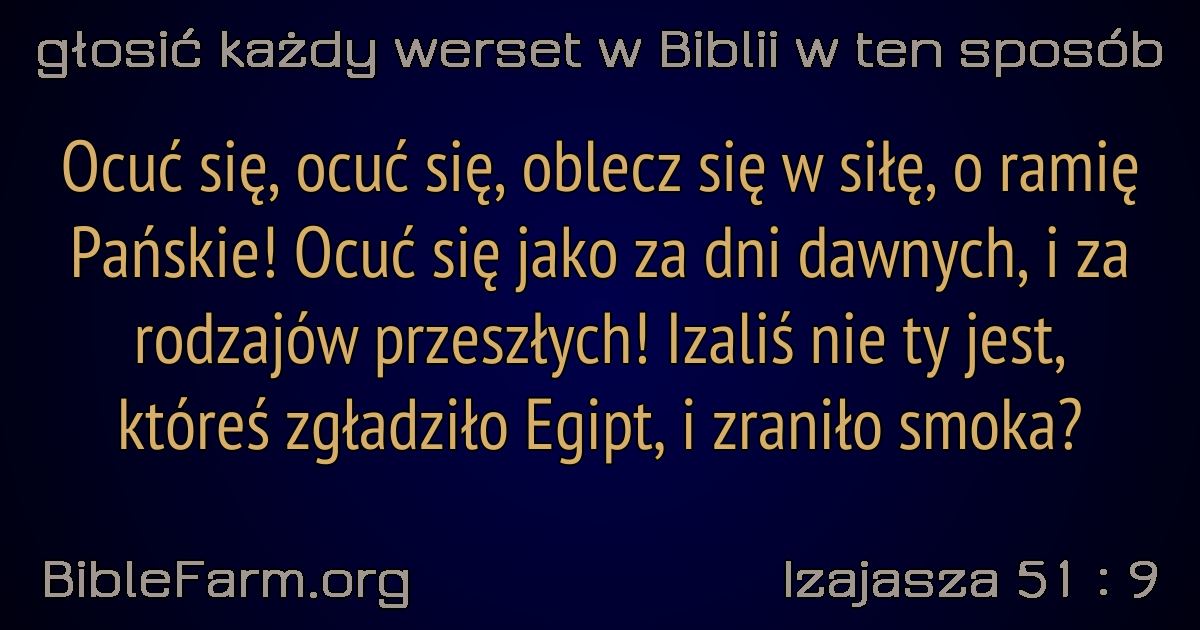 głosić każdy werset w Biblii w ten sposób
Ocuć się, ocuć się, oblecz się w siłę, o ramię
Pańskie! Ocuć się jako za dni dawnych, i za
rodzajów przeszłych! Izaliś nie ty jest,
któreś zgładziło Egipt, i zraniło smoka?
BibleFarm.org
Izajasza 51 : 9